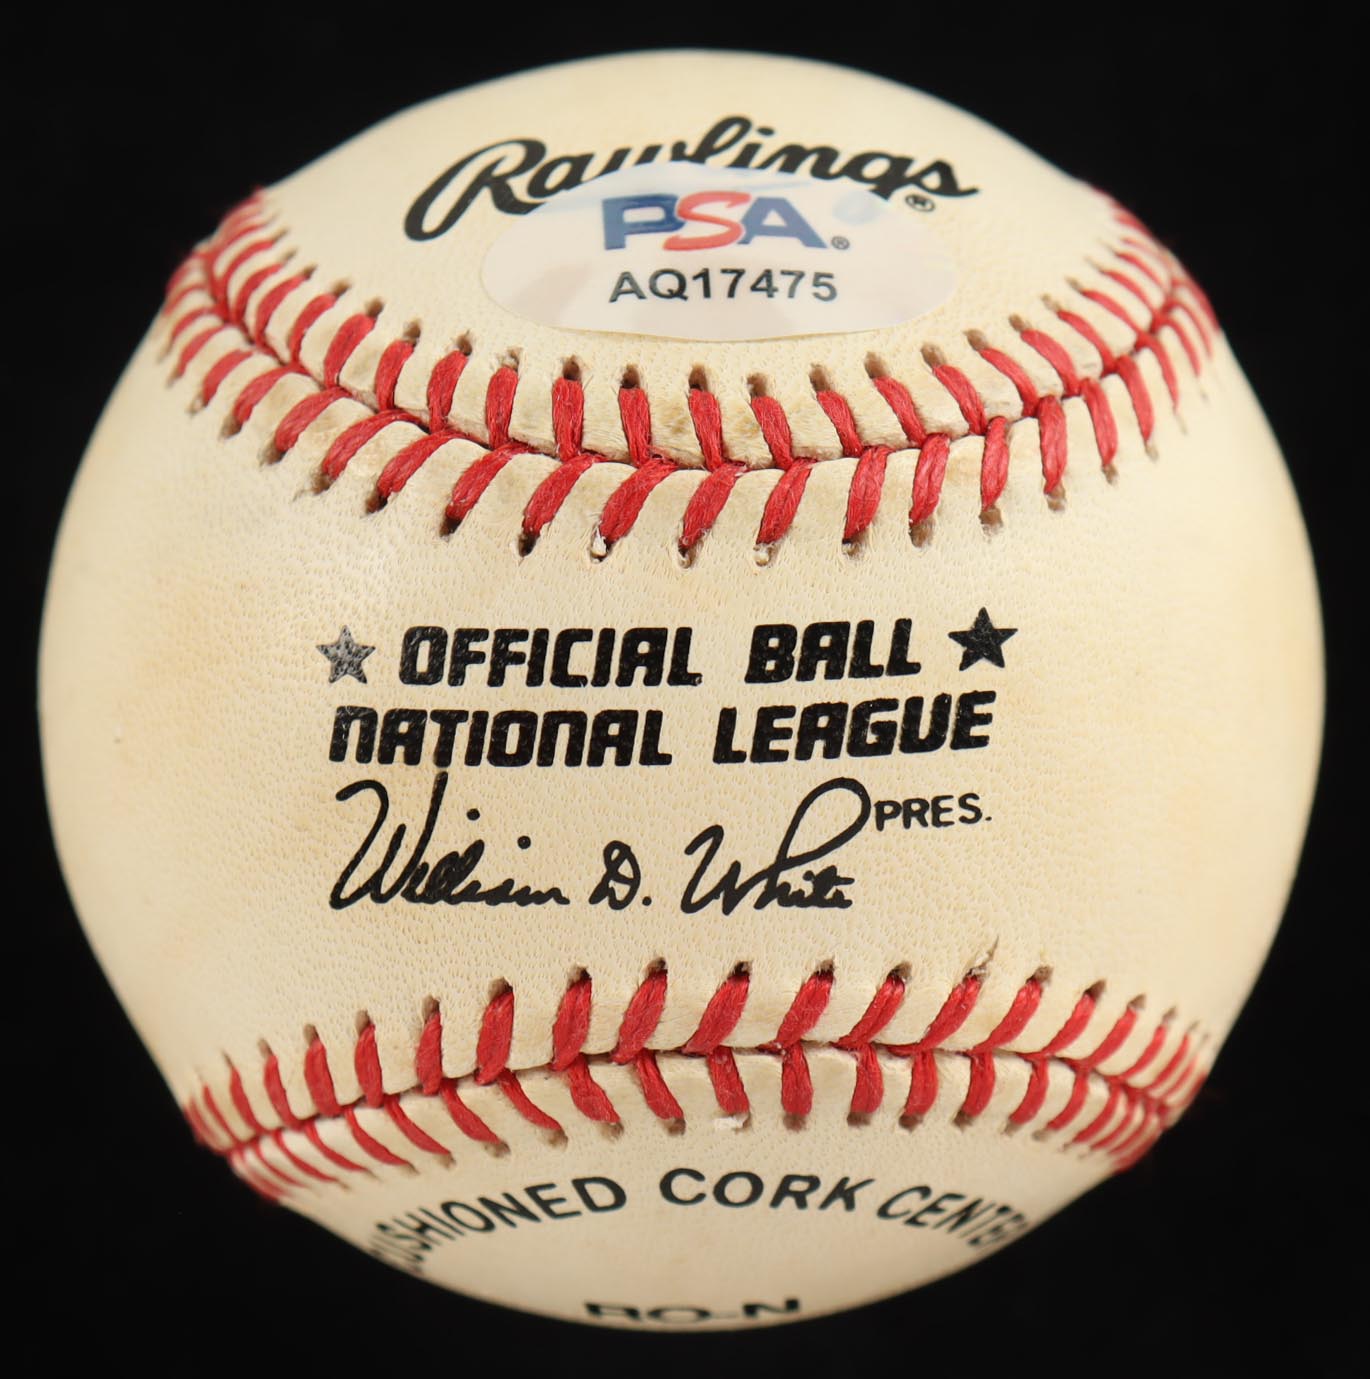 Rawlings®
PSA®
AQ17475
★ OFFICIAL BALL ★
NATIONAL LEAGUE
William D. White PRES.
CUSHIONED CORK CENTER
RO-N